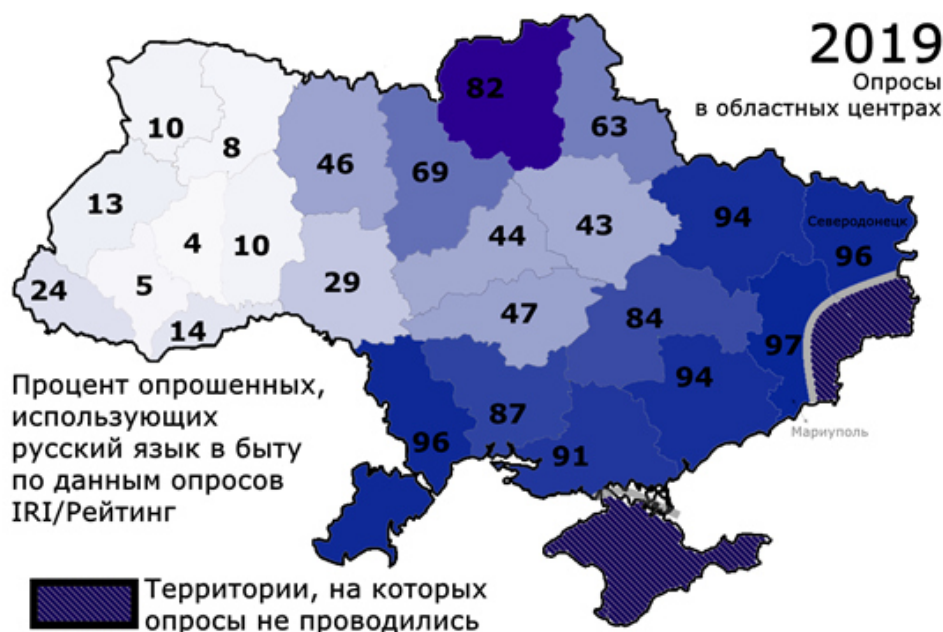 2019
Опросы
в областных центрах
82
63
10
8
46
69
13
94
Северодонецк
96
4
10
44
43
24
5
29
14
47
84
97
94
Процент опрошенных,
использующих
русский язык в быту
по данным опросов
IRI/Рейтинг
87
96
91
Мариуполь
Территории, на которых
опросы не проводились